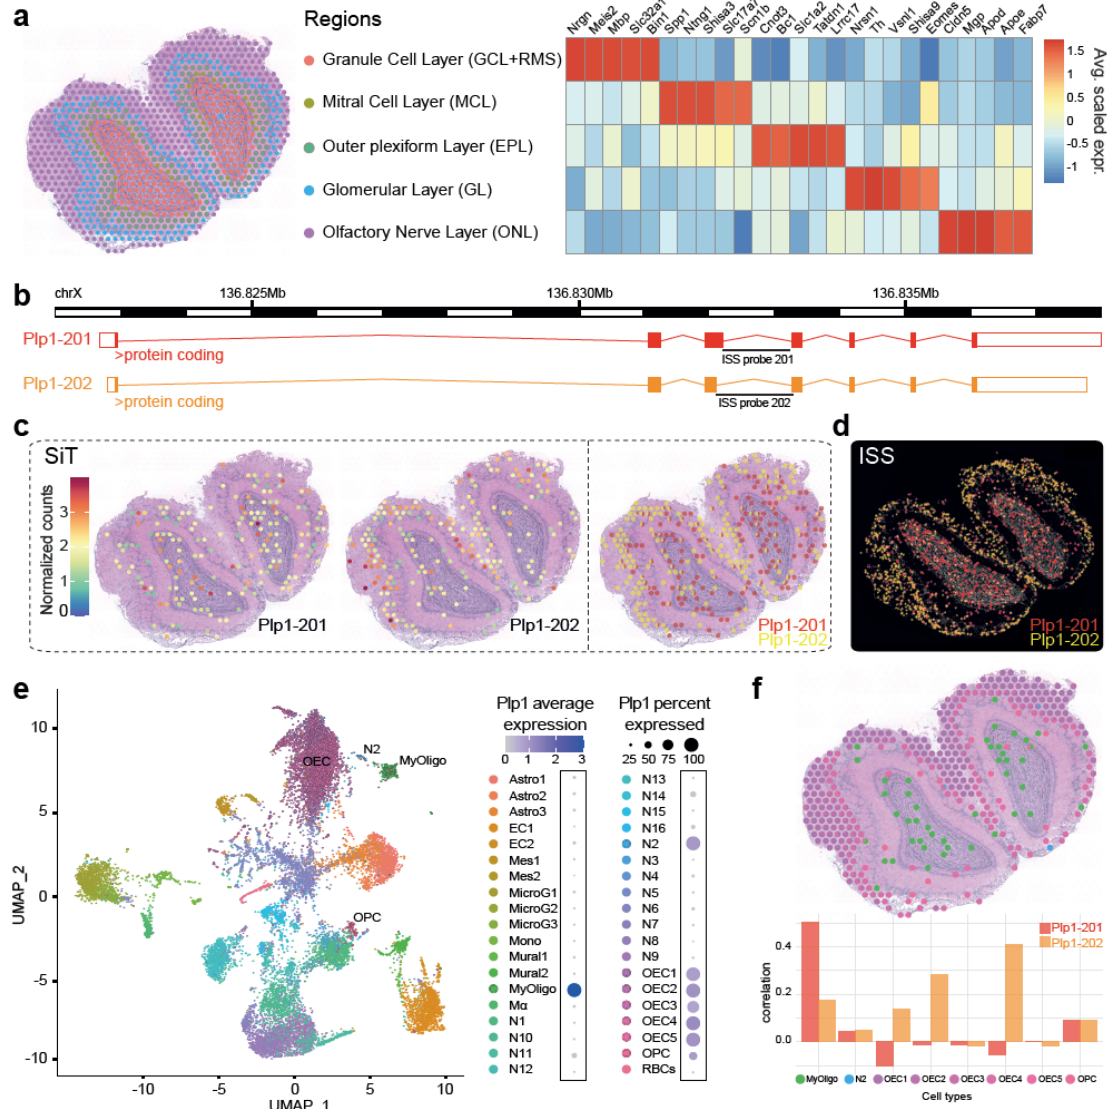 a
Regions
Granule Cell Layer (GCL+RMS)
Mitral Cell Layer (MCL)
Outer plexiform Layer (EPL)
Glomerular Layer (GL)
Olfactory Nerve Layer (ONL)
Nrgn Meis2 Mbp Slc32a1 Bin1 Spp1 Ntng1 Shisa3 Slc17a7 Scn1b Cnot3 Bc1 Slc1a2 Tatdn1 Lrrc17 Nrsn1 Th Vsnl1 Shisa9 Eomes Cldn5 Mgp Apod Apoe Fabp7
1.5
1
0.5
0
-0.5
-1
Avg. scaled expr.
b
chrX 136.825Mb 136.830Mb 136.835Mb
Plp1-201
>protein coding
ISS probe 201
Plp1-202
>protein coding
ISS probe 202
c
SiT
Normalized counts
3
2
1
0
Plp1-201
Plp1-202
Plp1-201
Plp1-202
d
ISS
Plp1-201
Plp1-202
e
UMAP_2
10
5
0
-5
-10
-10 -5 0 5 10
UMAP_1
OEC
N2
MyOligo
OPC
Plp1 average
expression
0 1 2 3
Plp1 percent
expressed
25 50 75 100
Astro1
Astro2
Astro3
EC1
EC2
Mes1
Mes2
MicroG1
MicroG2
MicroG3
Mono
Mural1
Mural2
MyOligo
Mα
N1
N10
N11
N12
N13
N14
N15
N16
N2
N3
N4
N5
N6
N7
N8
N9
OEC1
OEC2
OEC3
OEC4
OEC5
OPC
RBCs
f
Plp1-201
Plp1-202
correlation
0.4
0.2
0.0
MyOligo N2 OEC1 OEC2 OEC3 OEC4 OEC5 OPC
Cell types